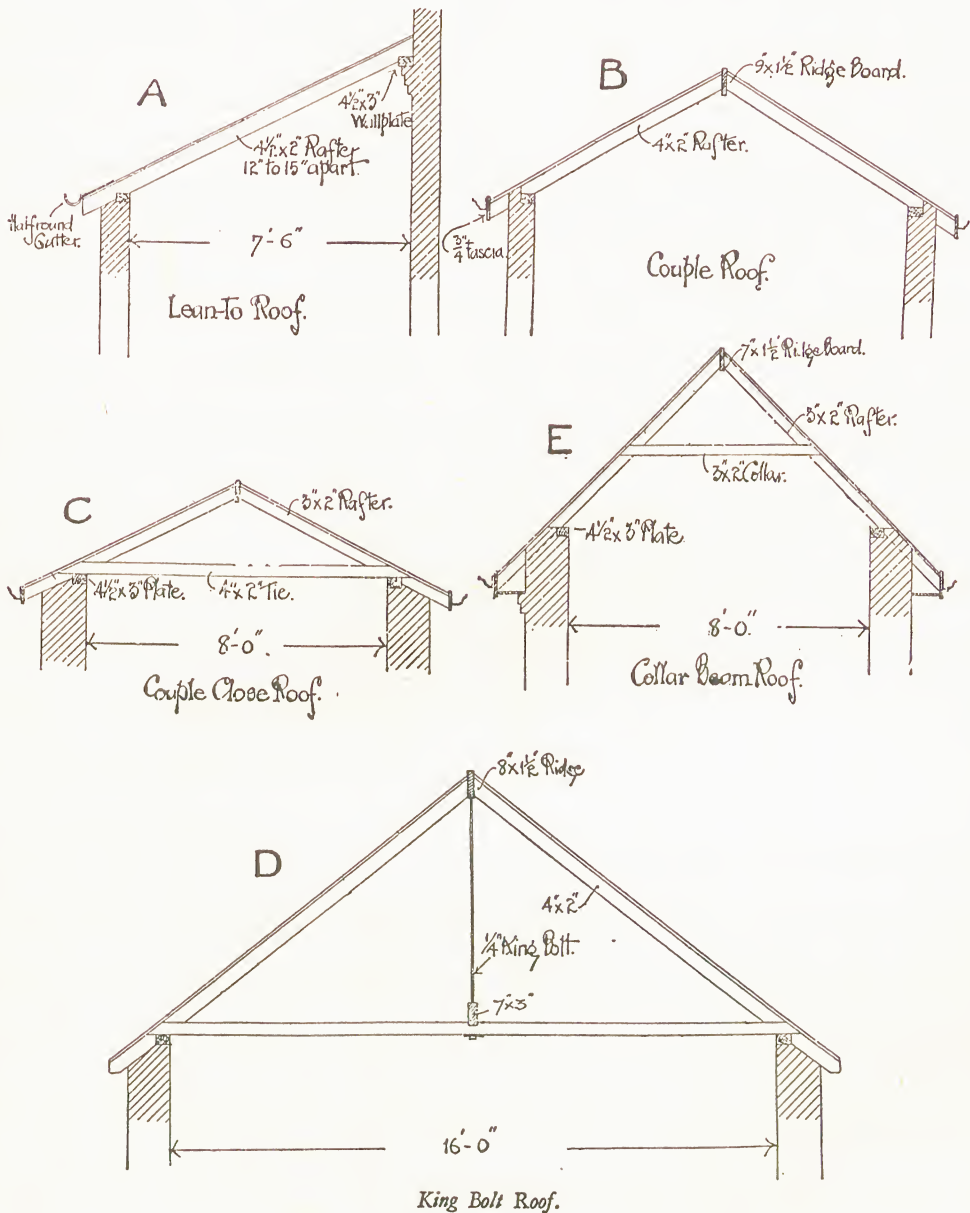 A
4½"x3"
Wallplate
4½"x2" Rafter
12" to 15" apart.
Halfround
Gutter.
7'-6"
Lean-To Roof.
B
9"x1½" Ridge Board.
4"x2" Rafter.
¾" fascia
Couple Roof.
C
3"x2" Rafter.
4½"x3" Plate.
4"x2" Tie.
8'-0".
Couple Close Roof.
E
7"x1½" Ridge Board.
3"x2" Rafter.
3"x2" Collar.
4½"x3" Plate
8'-0".
Collar Beam Roof.
D
8"x1½" Ridge
4"x2"
¼" King Bolt.
7"x3"
16'-0"
King Bolt Roof.